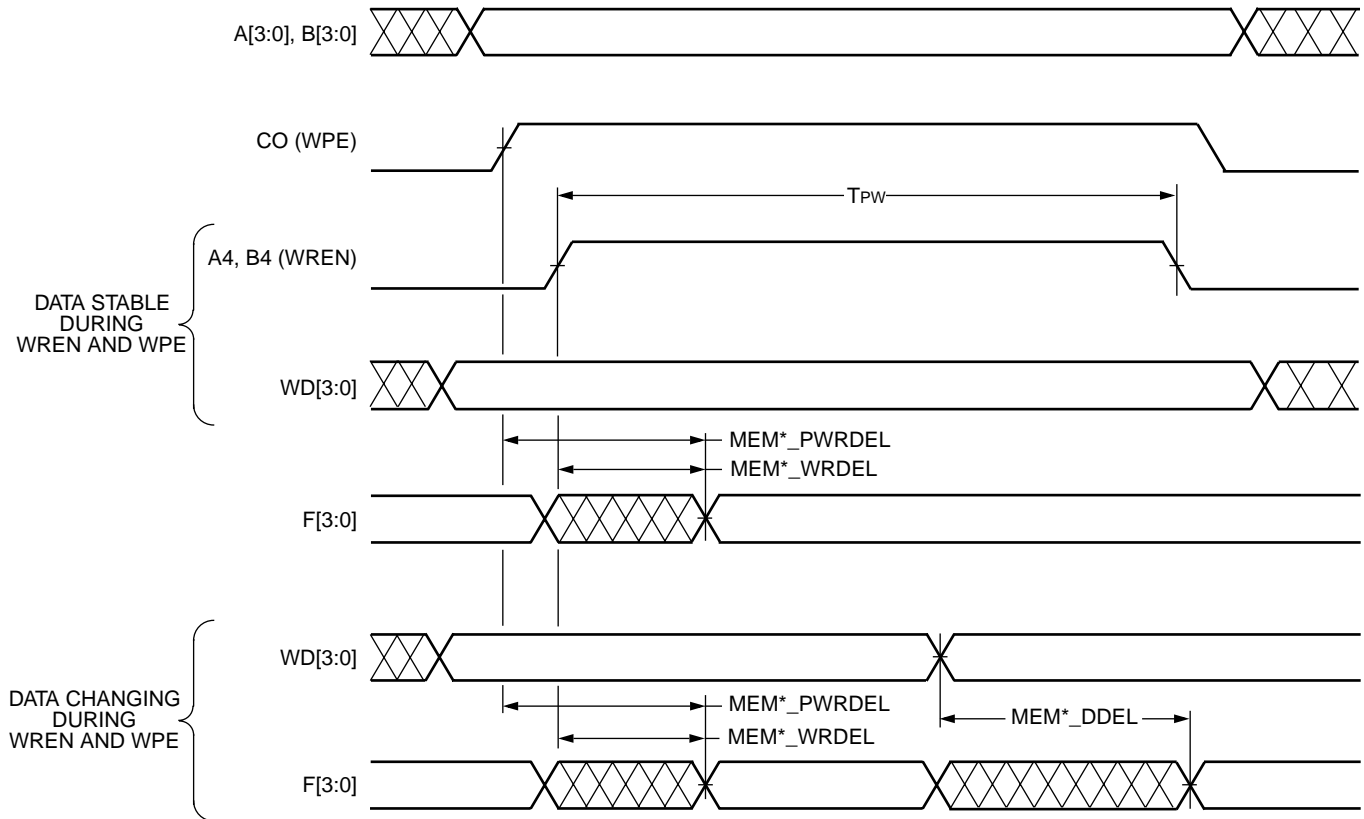 A[3:0], B[3:0]
CO (WPE)
TPW
A4, B4 (WREN)
DATA STABLE
DURING
WREN AND WPE
WD[3:0]
MEM*_PWRDEL
MEM*_WRDEL
F[3:0]
WD[3:0]
DATA CHANGING
DURING
WREN AND WPE
MEM*_PWRDEL
MEM*_DDEL
MEM*_WRDEL
F[3:0]